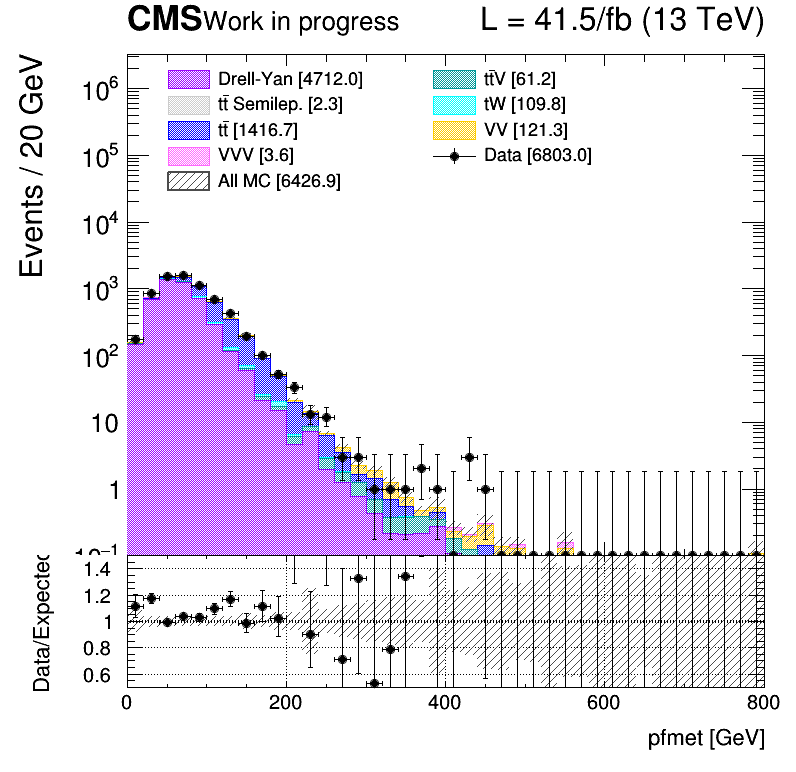 CMS Work in progress L = 41.5/fb (13 TeV)
Events / 20 GeV
Drell-Yan [4712.0]
tt̄ Semilep. [2.3]
tt̄ [1416.7]
VVV [3.6]
All MC [6426.9]
tt̄V [61.2]
tW [109.8]
VV [121.3]
Data [6803.0]
10⁶
10⁵
10⁴
10³
10²
10
1
10⁻¹
Data/Expected
1.4
1.2
1
0.8
0.6
0 200 400 600 800
pfmet [GeV]